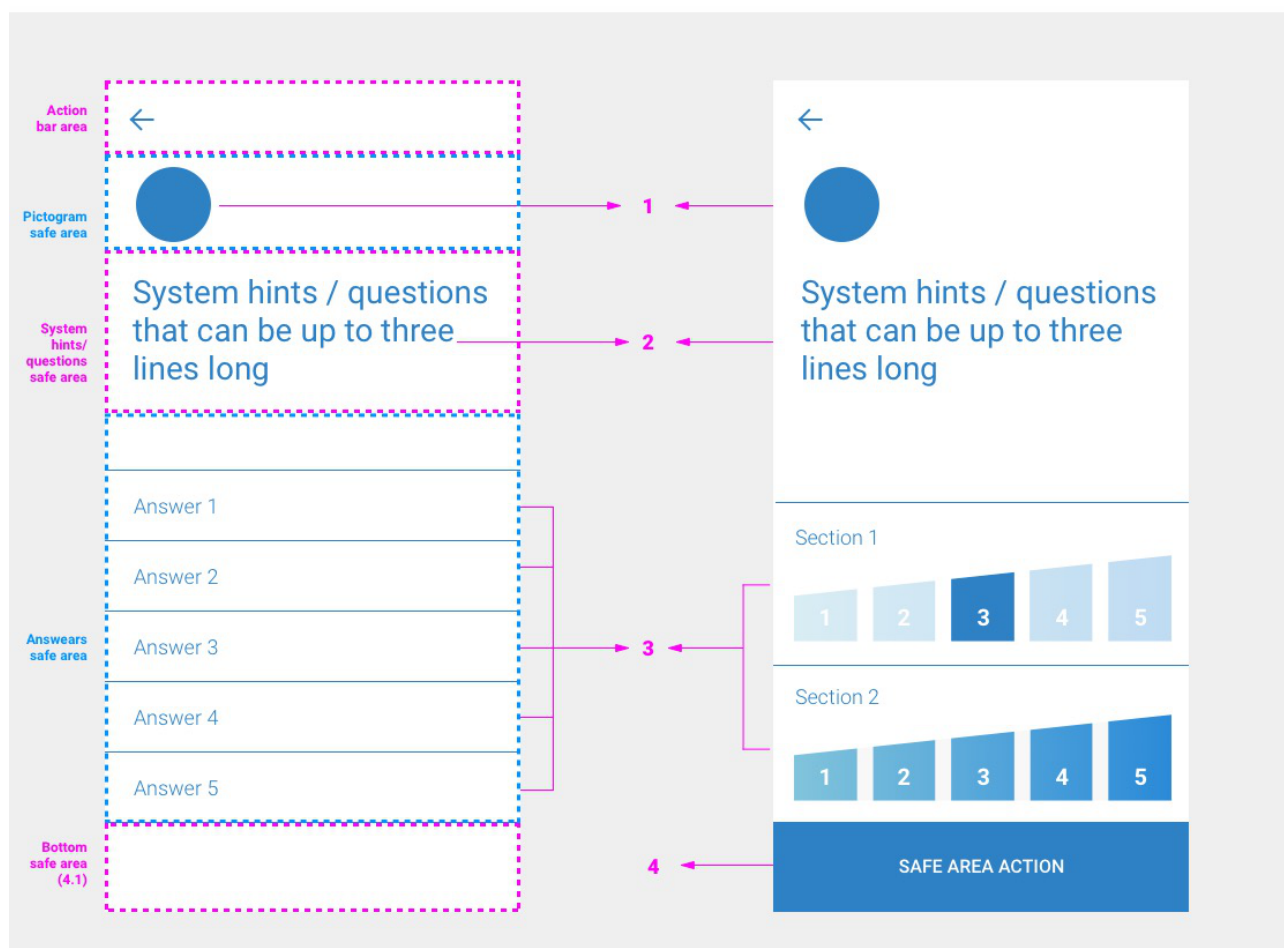 Action
bar area
Pictogram
safe area
1
System hints / questions
that can be up to three
lines long
System
hints/
questions
safe area
2
Answer 1
Answer 2
Answer 3
Answer 4
Answer 5
Answears
safe area
3
Bottom
safe area
(4.1)
4
System hints / questions
that can be up to three
lines long
Section 1
1 2 3 4 5
Section 2
1 2 3 4 5
SAFE AREA ACTION